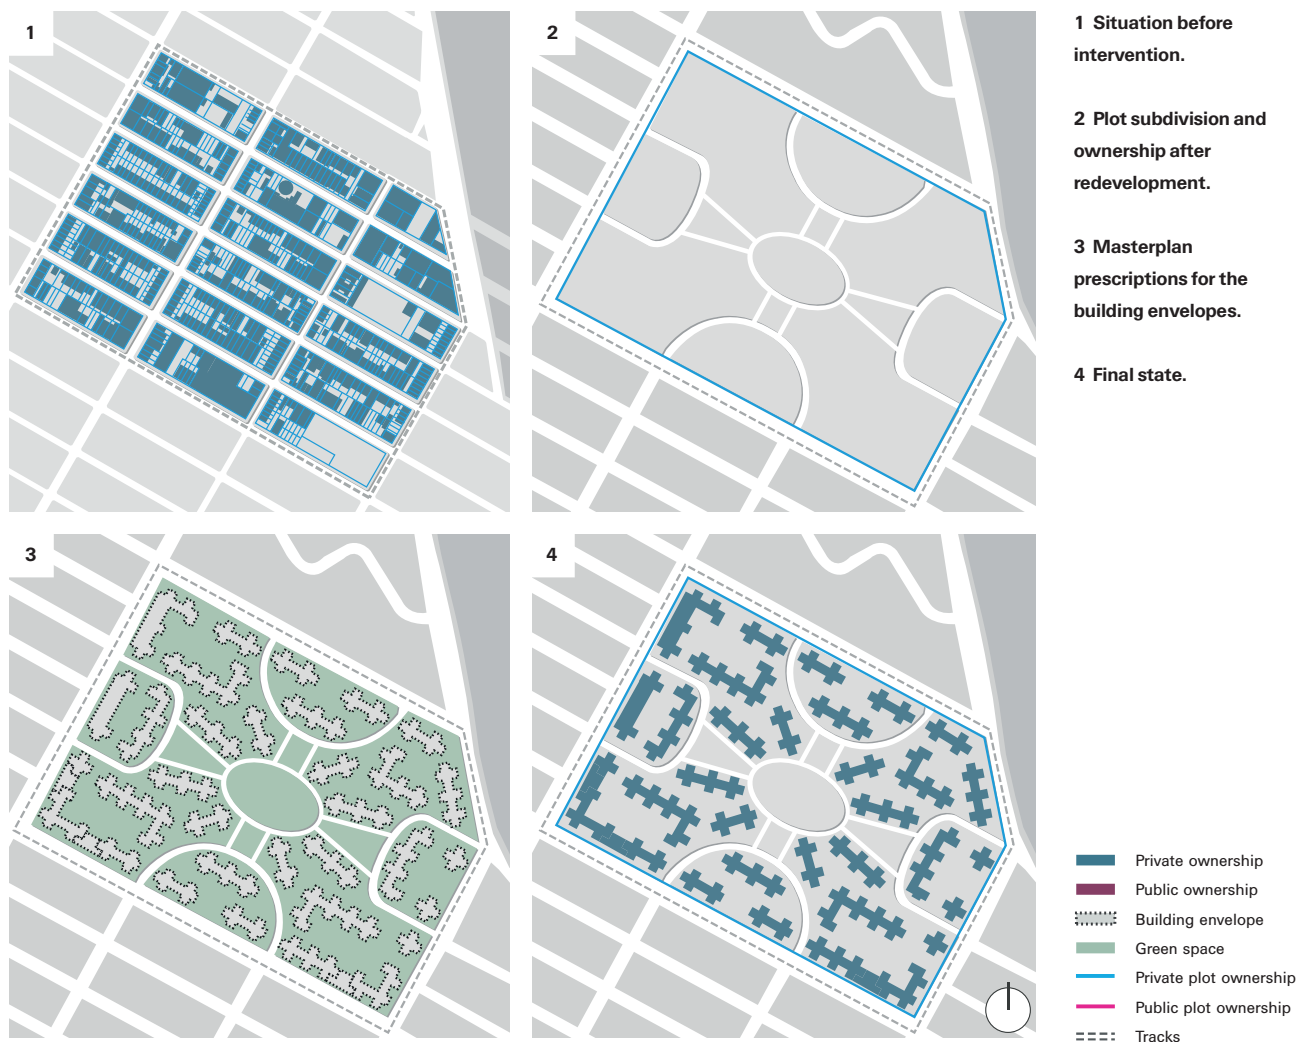 1
2
1 Situation before
intervention.
2 Plot subdivision and
ownership after
redevelopment.
3 Masterplan
prescriptions for the
building envelopes.
4 Final state.
3
4
Private ownership
Public ownership
Building envelope
Green space
Private plot ownership
Public plot ownership
Tracks